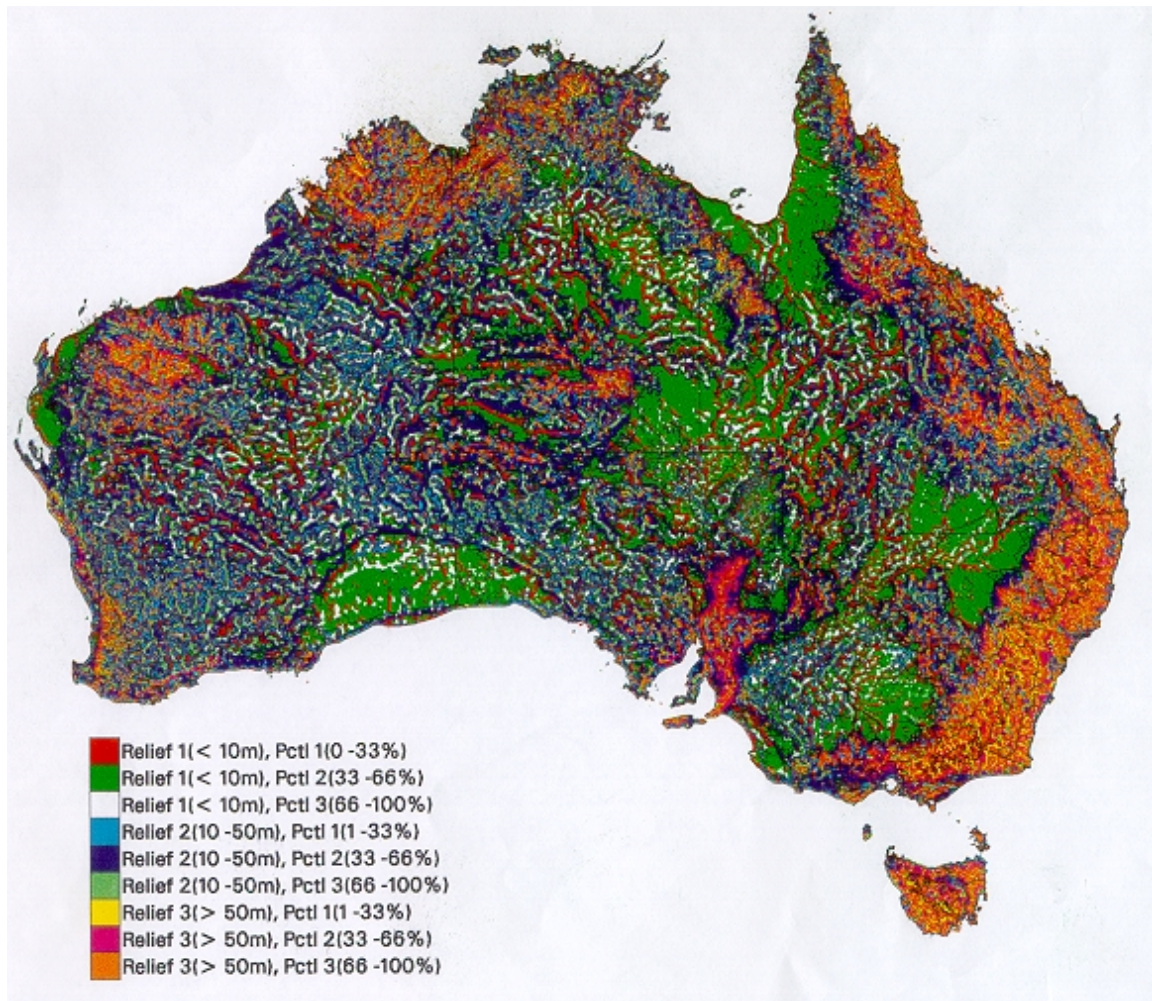 Relief 1(< 10m), Pctl 1(0 -33%)
Relief 1(< 10m), Pctl 2(33 -66%)
Relief 1(< 10m), Pctl 3(66 -100%)
Relief 2(10 -50m), Pctl 1(1 -33%)
Relief 2(10 -50m), Pctl 2(33 -66%)
Relief 2(10 -50m), Pctl 3(66 -100%)
Relief 3(> 50m), Pctl 1(1 -33%)
Relief 3(> 50m), Pctl 2(33 -66%)
Relief 3(> 50m), Pctl 3(66 -100%)